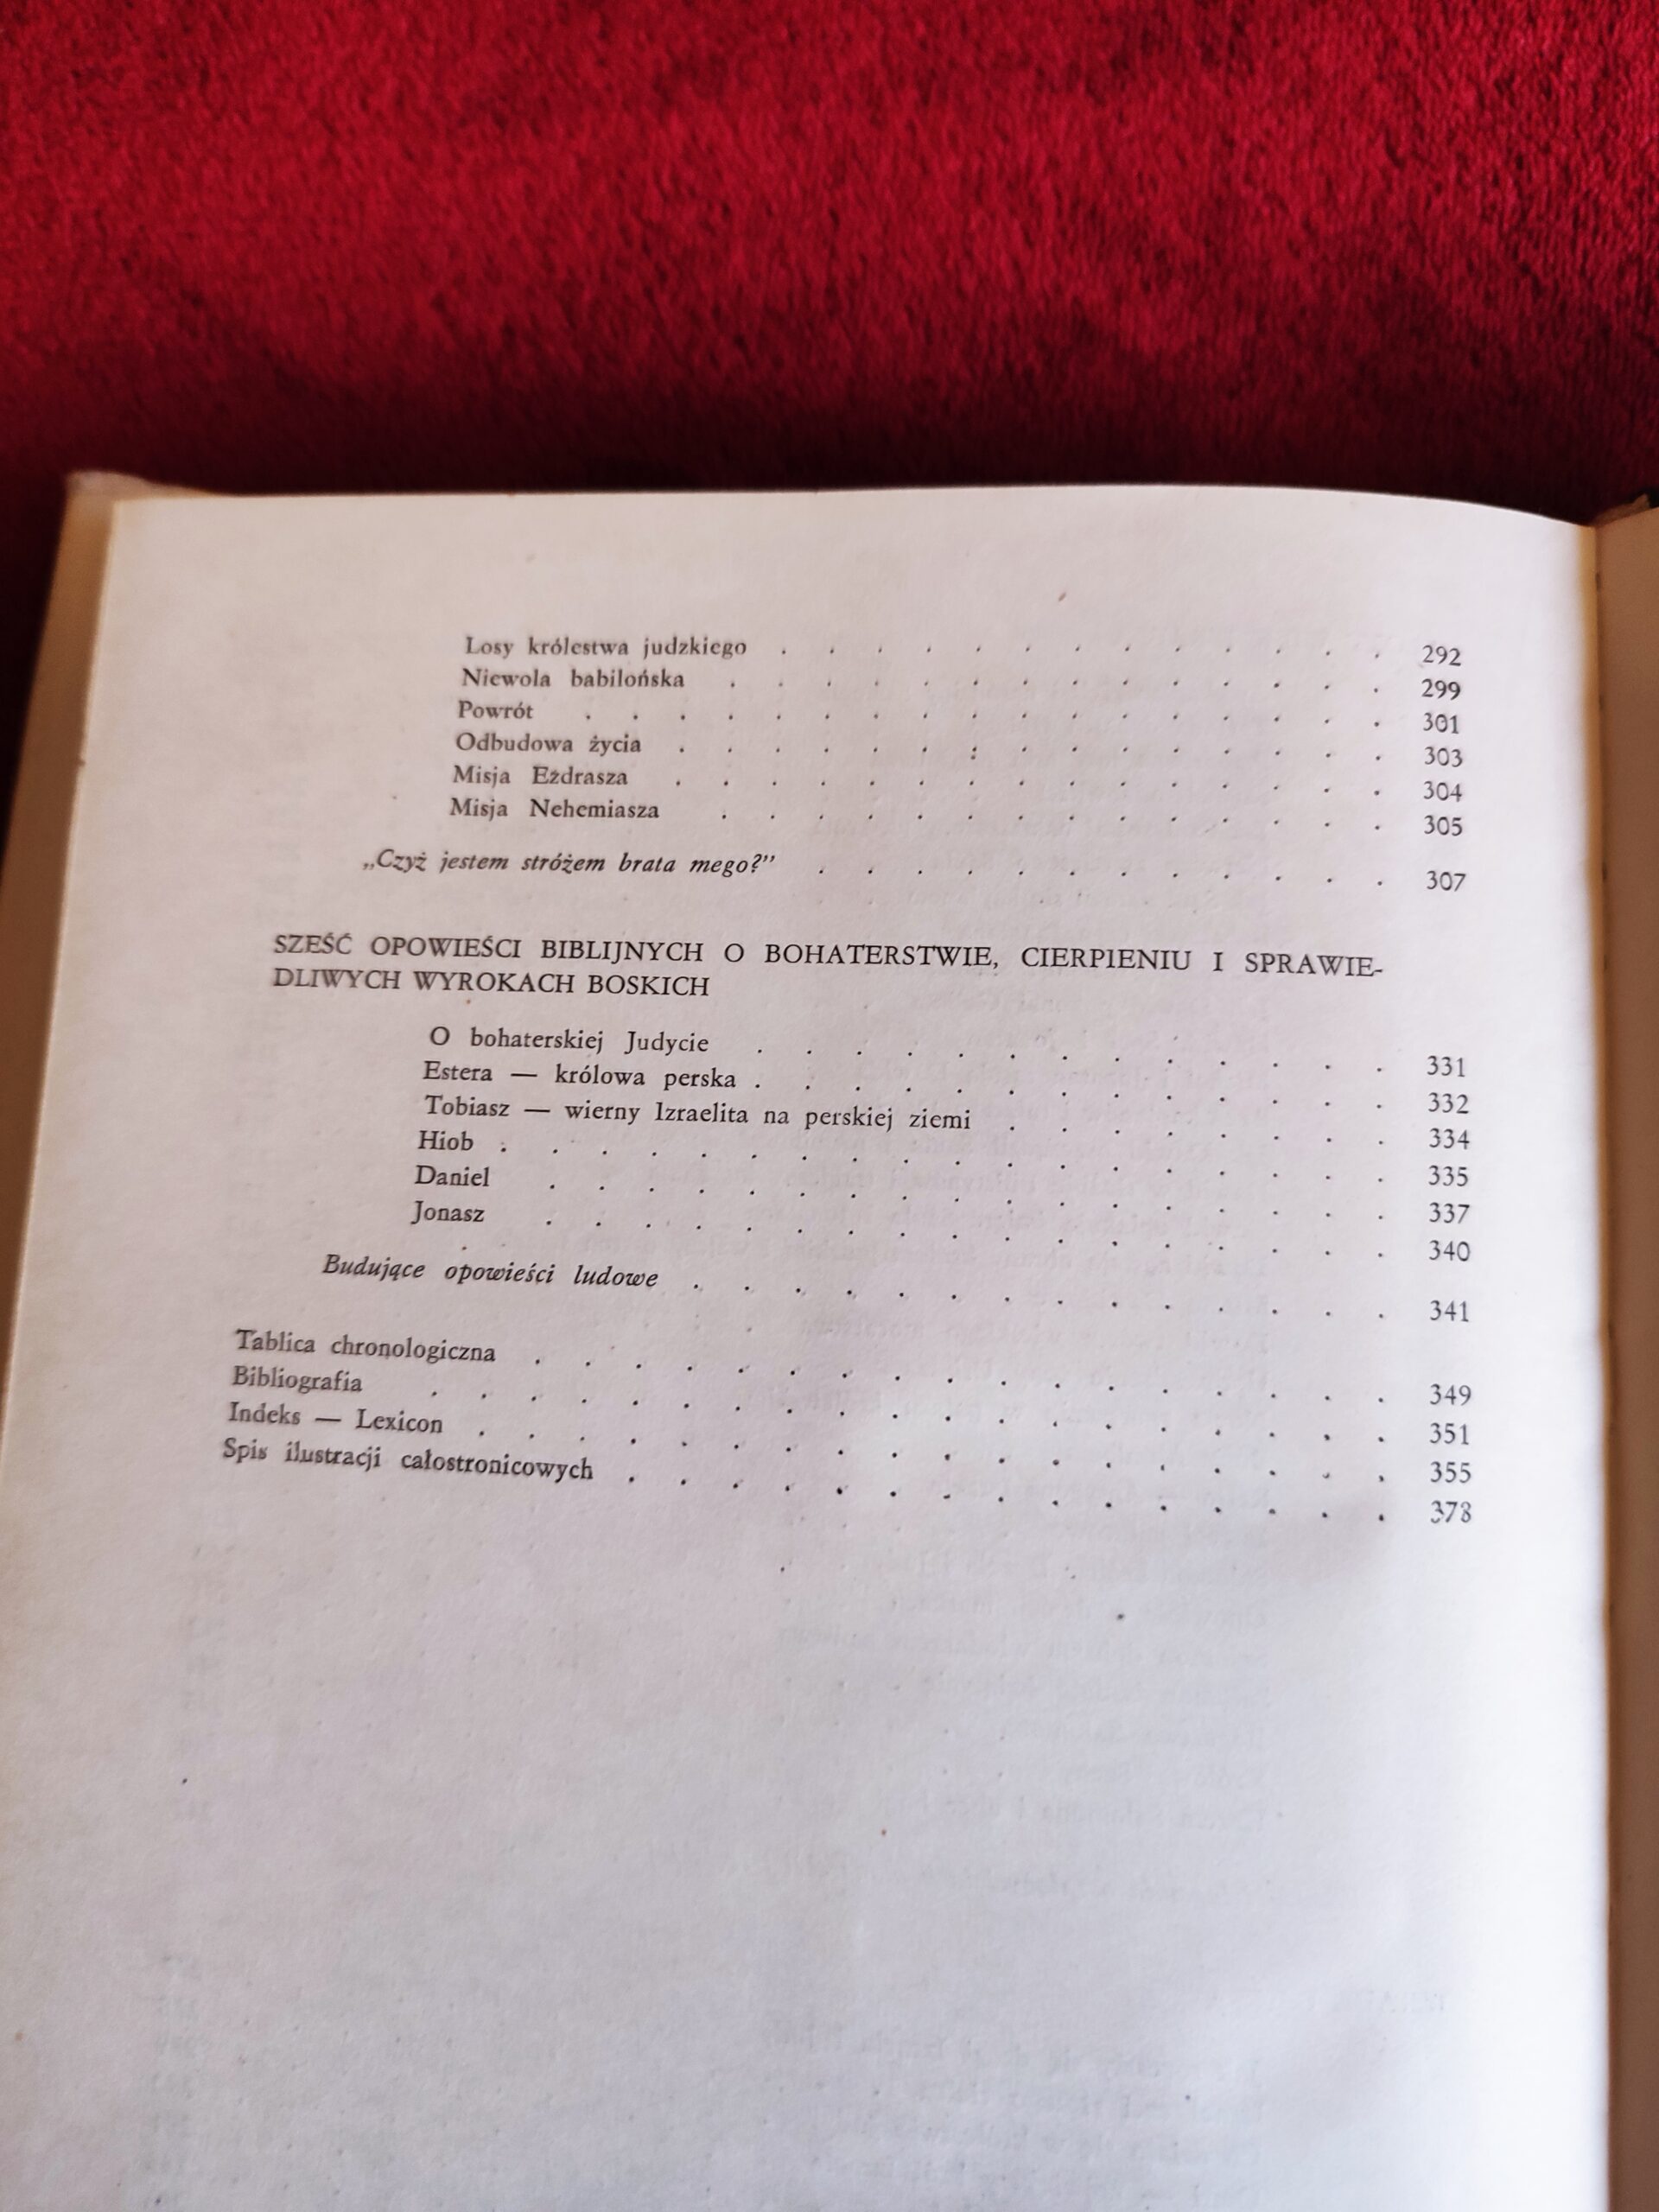 Losy królestwa judzkiego . . . . . . . . . . . . . 292
Niewola babilońska . . . . . . . . . . . . . . 299
Powrót . . . . . . . . . . . . . . . . . 301
Odbudowa życia . . . . . . . . . . . . . . . 303
Misja Ezdrasza . . . . . . . . . . . . . . . 304
Misja Nehemiasza . . . . . . . . . . . . . . 305
„Czyż jestem stróżem brata mego?” . . . . . . . . . . . . 307
SZEŚĆ OPOWIEŚCI BIBLIJNYCH O BOHATERSTWIE, CIERPIENIU I SPRAWIE-
DLIWYCH WYROKACH BOSKICH
O bohaterskiej Judycie . . . . . . . . . . . . . 331
Estera — królowa perska . . . . . . . . . . . . . 332
Tobiasz — wierny Izraelita na perskiej ziemi . . . . . . . . 334
Hiob . . . . . . . . . . . . . . . . . . 335
Daniel . . . . . . . . . . . . . . . . . 337
Jonasz . . . . . . . . . . . . . . . . . 340
Budujące opowieści ludowe . . . . . . . . . . . . . . 341
Tablica chronologiczna . . . . . . . . . . . . . . . . . 349
Bibliografia . . . . . . . . . . . . . . . . . . . 351
Indeks — Lexicon . . . . . . . . . . . . . . . . . . 355
Spis ilustracji całostronicowych . . . . . . . . . . . . . . . 378